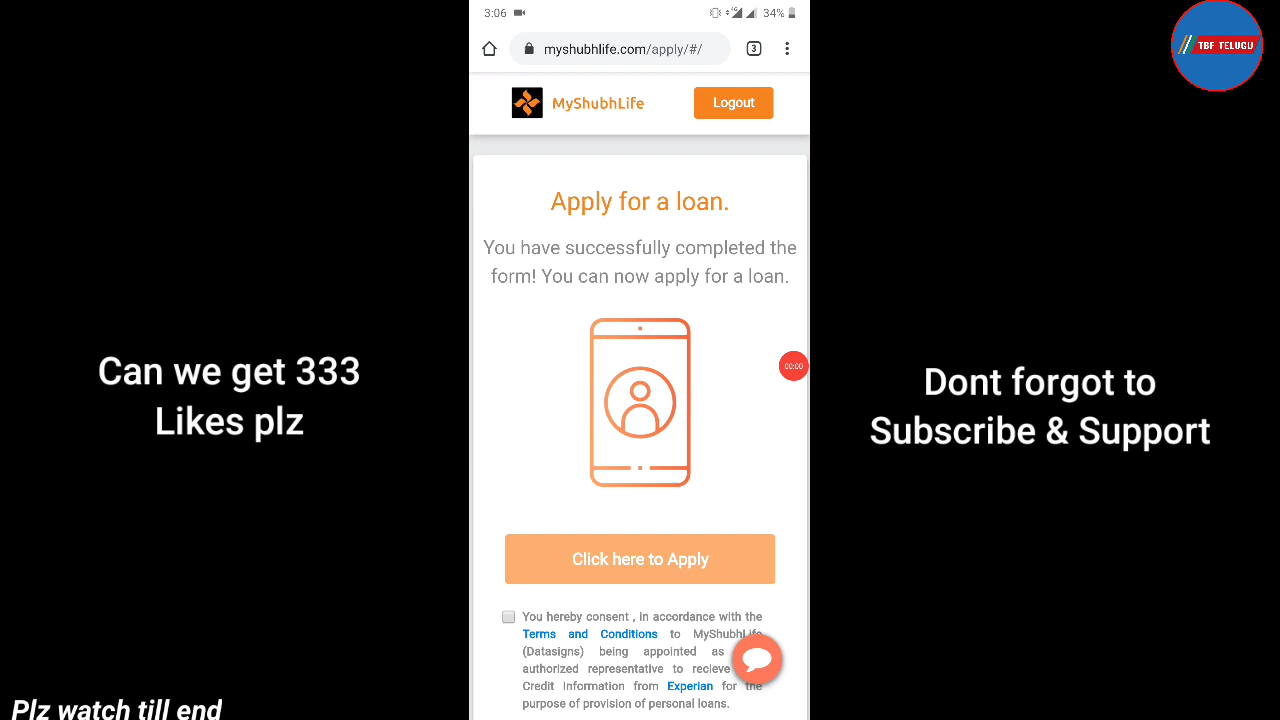 3:06
4G
34%
myshubhlife.com/apply/#/
3
TBF TELUGU
MyShubhLife
Logout
Apply for a loan.
You have successfully completed the
form! You can now apply for a loan.
Can we get 333
Likes plz
00:00
Dont forgot to
Subscribe & Support
Click here to Apply
You hereby consent , in accordance with the
Terms and Conditions to MyShubhLife
(Datasigns) being appointed as
authorized representative to recieve
Credit Information from Experian for the
purpose of provision of personal loans.
Plz watch till end